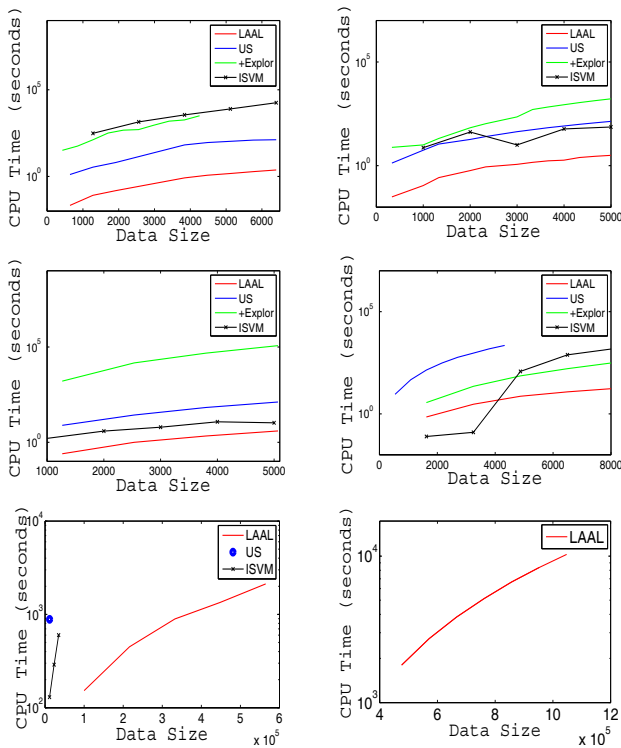 CPU Time (seconds)
10^5
10^0
LAAL
US
+Explor
ISVM
0 1000 2000 3000 4000 5000 6000
Data Size
CPU Time (seconds)
10^5
10^0
LAAL
US
+Explor
ISVM
0 1000 2000 3000 4000 5000
Data Size
CPU Time (seconds)
10^5
10^0
LAAL
US
+Explor
ISVM
1000 2000 3000 4000 5000
Data Size
CPU Time (seconds)
10^5
10^0
LAAL
US
+Explor
ISVM
0 2000 4000 6000 8000
Data Size
CPU Time (seconds)
10^4
10^3
10^2
LAAL
US
ISVM
0 1 2 3 4 5 6
Data Size
x 10^5
CPU Time (seconds)
10^4
10^3
LAAL
4 6 8 10 12
Data Size
x 10^5